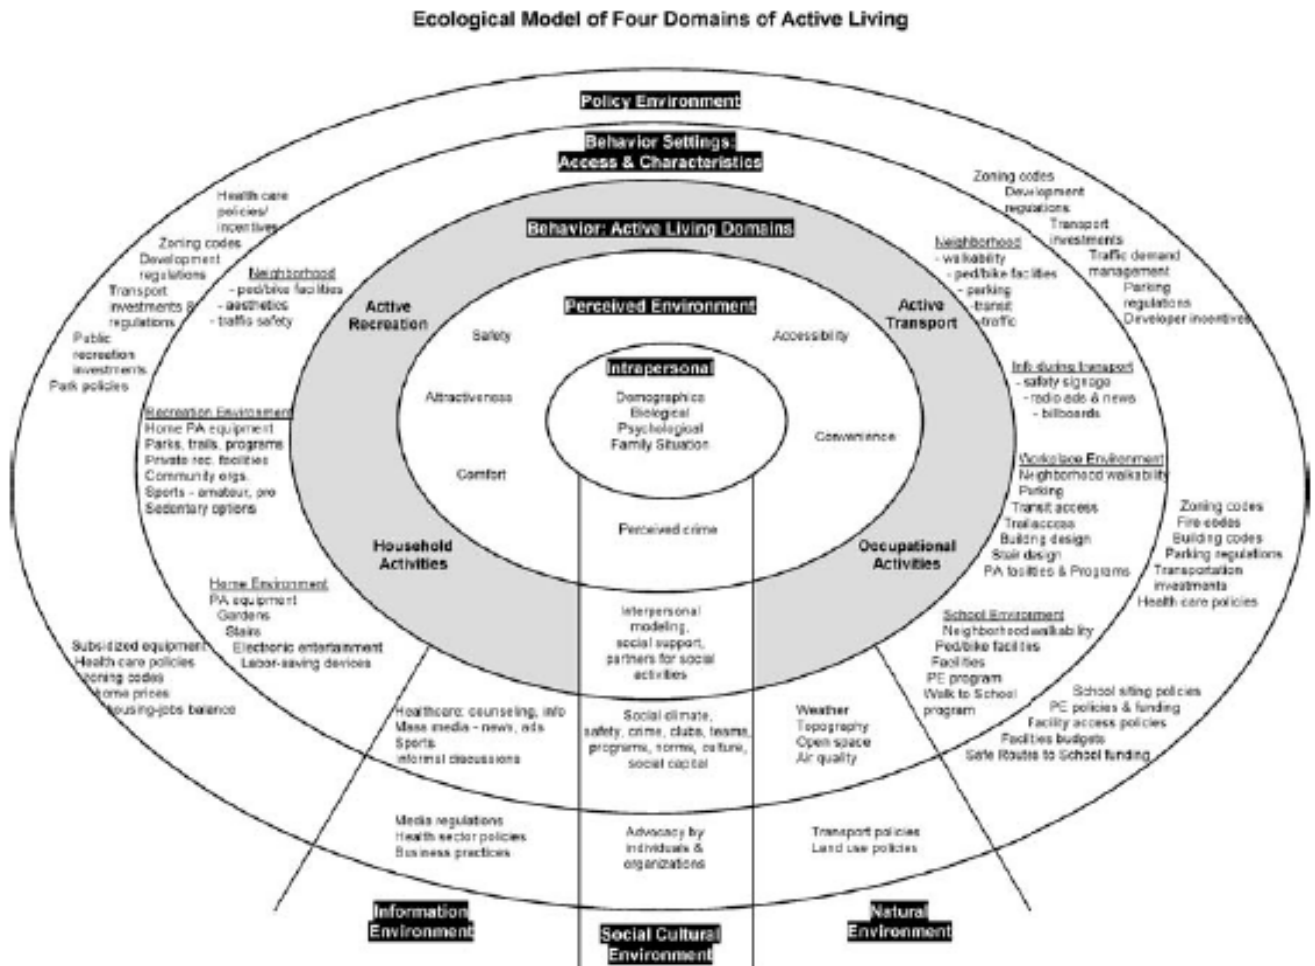 Ecological Model of Four Domains of Active Living
Policy Environment
Behavior Settings:
Access & Characteristics
Behavior: Active Living Domains
Perceived Environment
Intrapersonal
Demographics
Biological
Psychological
Family Situation
Safety
Attractiveness
Comfort
Accessibility
Convenience
Perceived crime
Active
Recreation
Active
Transport
Household
Activities
Occupational
Activities
Health care
policies/
incentives
Zoning codes
Development
regulations
Transport
investments &
regulations
Public
recreation
investments
Park policies
Neighborhood
- ped/bike facilities
- aesthetics
- traffic safety
Recreation Environment
Home PA equipment
Parks, trails, programs
Private rec. facilities
Community orgs.
Sports - amateur, pro
Sedentary options
Home Environment
PA equipment
Gardens
Stairs
Electronic entertainment
Labor-saving devices
Subsidized equipment
Health care policies
zoning codes
home prices
housing-jobs balance
Zoning codes
Development
regulations
Transport
investments
Traffic demand
management
Parking
regulations
Developer incentives
Neighborhood
- walkability
- ped/bike facilities
- parking
- transit
- traffic
Info during transport
- safety signage
- radio ads & news
- billboards
Workplace Environment
Neighborhood walkability
Parking
Transit access
Trail access
Building design
Stair design
PA facilities & Programs
Zoning codes
Fire codes
Building codes
Parking regulations
Transportation
investments
Health care policies
School Environment
Neighborhood walkability
Ped/bike facilities
Facilities
PE program
Walk to School
program
School siting policies
PE policies & funding
Facility access policies
Facilities budgets
Safe Routes to School funding
Interpersonal
modeling,
social support,
partners for social
activities
Healthcare: counseling, info
Mass media - news, ads
Sports
Informal discussions
Social climate,
safety, crime, clubs, teams,
programs, norms, culture,
social capital
Weather
Topography
Open space
Air quality
Media regulations
Health sector policies
Business practices
Advocacy by
individuals &
organizations
Transport policies
Land use policies
Information
Environment
Social Cultural
Environment
Natural
Environment